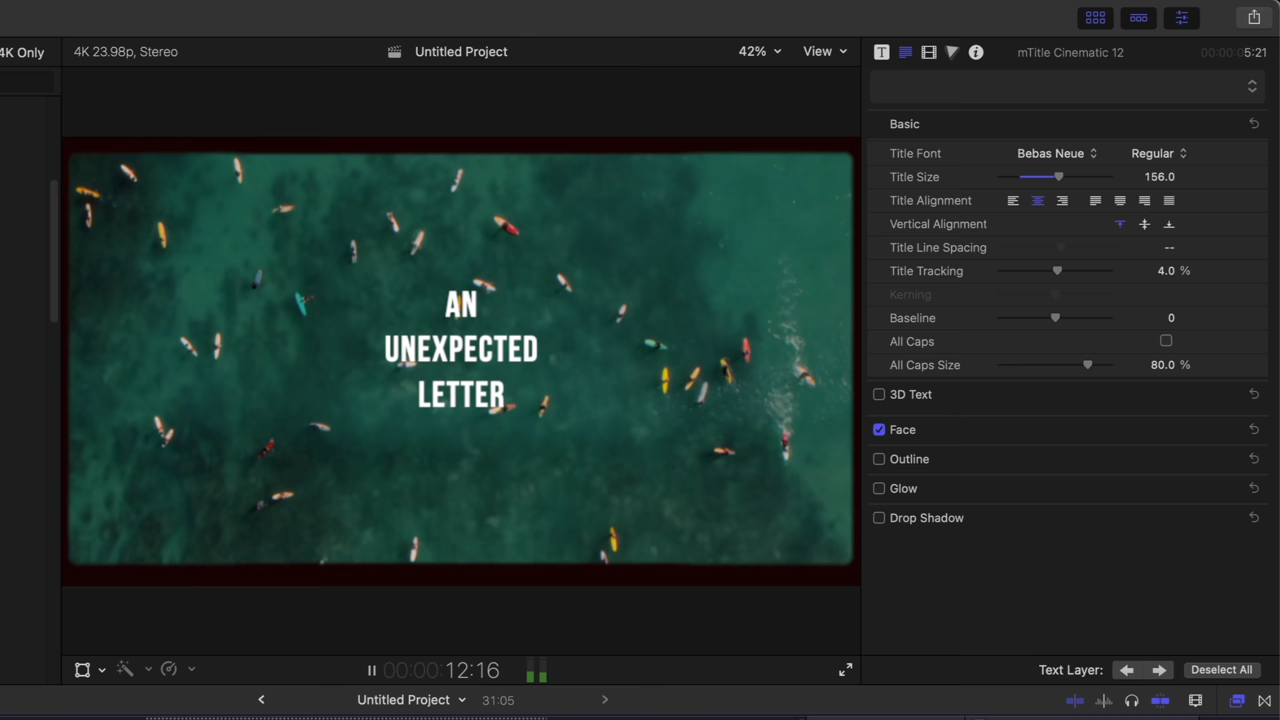 4K Only
4K 23.98p, Stereo
Untitled Project
42%
View
T
i
mTitle Cinematic 12
00:00:05:21
Basic
Title Font
Bebas Neue
Regular
Title Size
156.0
Title Alignment
Vertical Alignment
Title Line Spacing
--
Title Tracking
4.0 %
Kerning
Baseline
0
All Caps
All Caps Size
80.0 %
3D Text
Face
Outline
Glow
Drop Shadow
AN
UNEXPECTED
LETTER
00:00:12:16
Text Layer:
Deselect All
Untitled Project
31:05